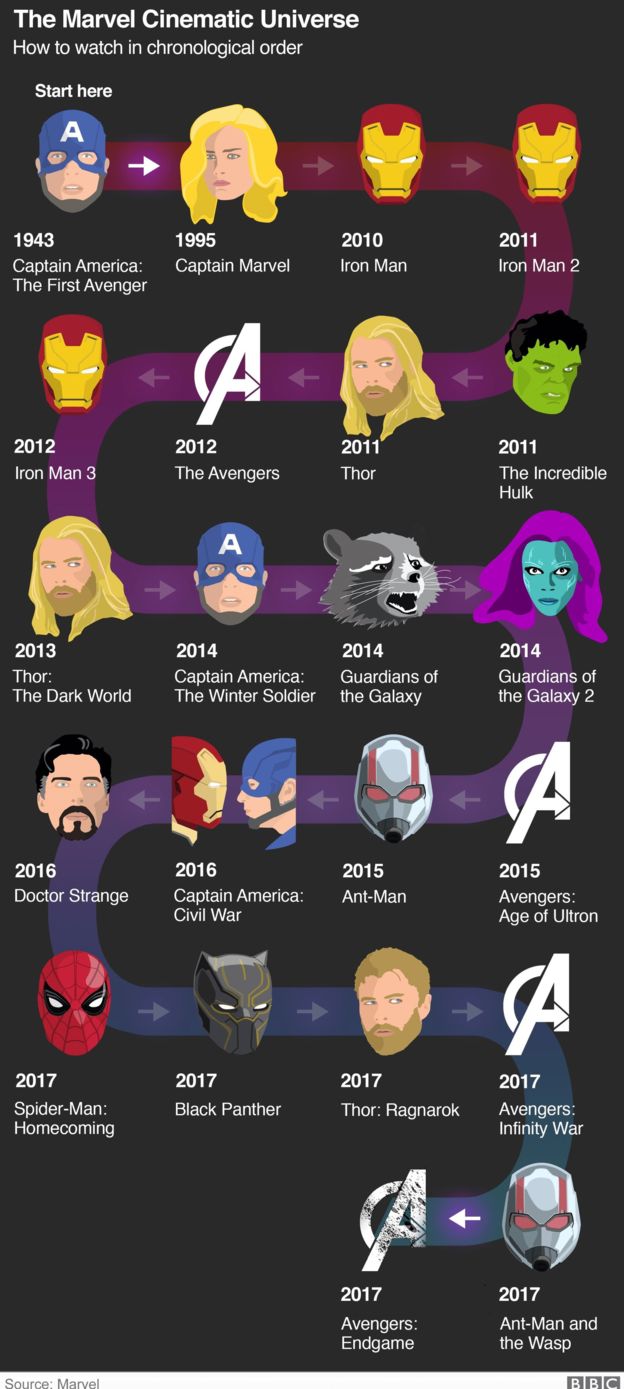 The Marvel Cinematic Universe
How to watch in chronological order
Start here
A
1943
Captain America:
The First Avenger
1995
Captain Marvel
2010
Iron Man
2011
Iron Man 2
2011
The Incredible
Hulk
2011
Thor
A
2012
The Avengers
2012
Iron Man 3
2013
Thor:
The Dark World
A
2014
Captain America:
The Winter Soldier
2014
Guardians of
the Galaxy
2014
Guardians of
the Galaxy 2
A
2015
Avengers:
Age of Ultron
2015
Ant-Man
2016
Captain America:
Civil War
2016
Doctor Strange
2017
Spider-Man:
Homecoming
2017
Black Panther
2017
Thor: Ragnarok
A
2017
Avengers:
Infinity War
2017
Ant-Man and
the Wasp
A
2017
Avengers:
Endgame
Source: Marvel
BBC